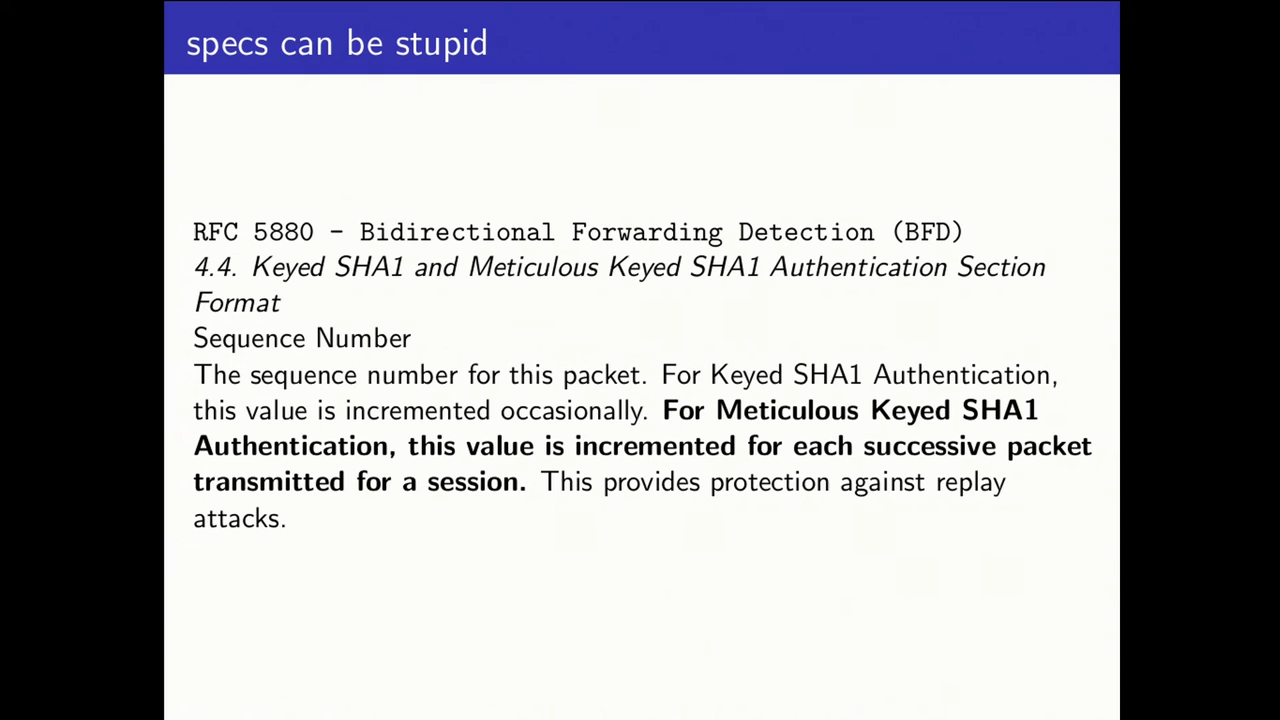 specs can be stupid
RFC 5880 - Bidirectional Forwarding Detection (BFD)
4.4. Keyed SHA1 and Meticulous Keyed SHA1 Authentication Section
Format
Sequence Number
The sequence number for this packet. For Keyed SHA1 Authentication,
this value is incremented occasionally. For Meticulous Keyed SHA1
Authentication, this value is incremented for each successive packet
transmitted for a session. This provides protection against replay
attacks.